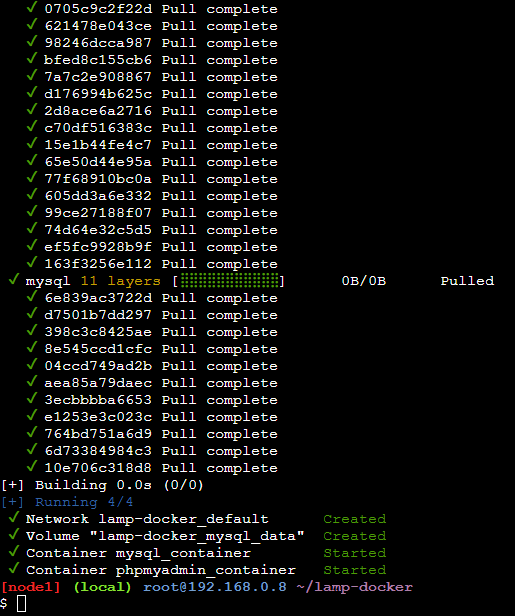 ✔ 0705c9c2f22d Pull complete
✔ 621478e043ce Pull complete
✔ 98246dcca987 Pull complete
✔ bfed8c155cb6 Pull complete
✔ 7a7c2e908867 Pull complete
✔ d176994b625c Pull complete
✔ 2d8ace6a2716 Pull complete
✔ c70df516383c Pull complete
✔ 15e1b44fe4c7 Pull complete
✔ 65e50d44e95a Pull complete
✔ 77f68910bc0a Pull complete
✔ 605dd3a6e332 Pull complete
✔ 99ce27188f07 Pull complete
✔ 74d64e32c5d5 Pull complete
✔ ef5fc9928b9f Pull complete
✔ 163f3256e112 Pull complete
✔ mysql 11 layers [⣿⣿⣿⣿⣿⣿⣿⣿⣿⣿⣿] 0B/0B Pulled
✔ 6e839ac3722d Pull complete
✔ d7501b7dd297 Pull complete
✔ 398c3c8425ae Pull complete
✔ 8e545ccd1cfc Pull complete
✔ 04ccd749ad2b Pull complete
✔ aea85a79daec Pull complete
✔ 3ecbbbba6653 Pull complete
✔ e1253e3c023c Pull complete
✔ 764bd751a6d9 Pull complete
✔ 6d73384984c3 Pull complete
✔ 10e706c318d8 Pull complete
[+] Building 0.0s (0/0)
[+] Running 4/4
✔ Network lamp-docker_default Created
✔ Volume "lamp-docker_mysql_data" Created
✔ Container mysql_container Started
✔ Container phpmyadmin_container Started
[node1] (local) root@192.168.0.8 ~/lamp-docker
$